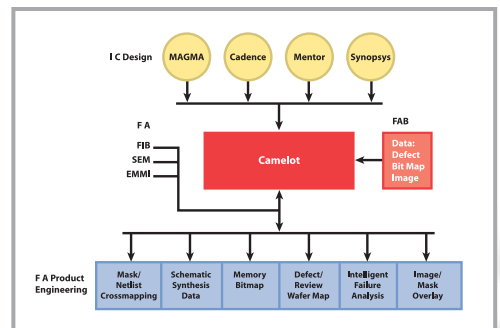 I C Design
MAGMA
Cadence
Mentor
Synopsys
F A
FIB
SEM
EMMI
Camelot
FAB
Data:
Defect
Bit Map
Image
F A Product
Engineering
Mask/
Netlist
Crossmapping
Schematic
Synthesis
Data
Memory
Bitmap
Defect/
Review
Wafer Map
Intelligent
Failure
Analysis
Image/
Mask
Overlay